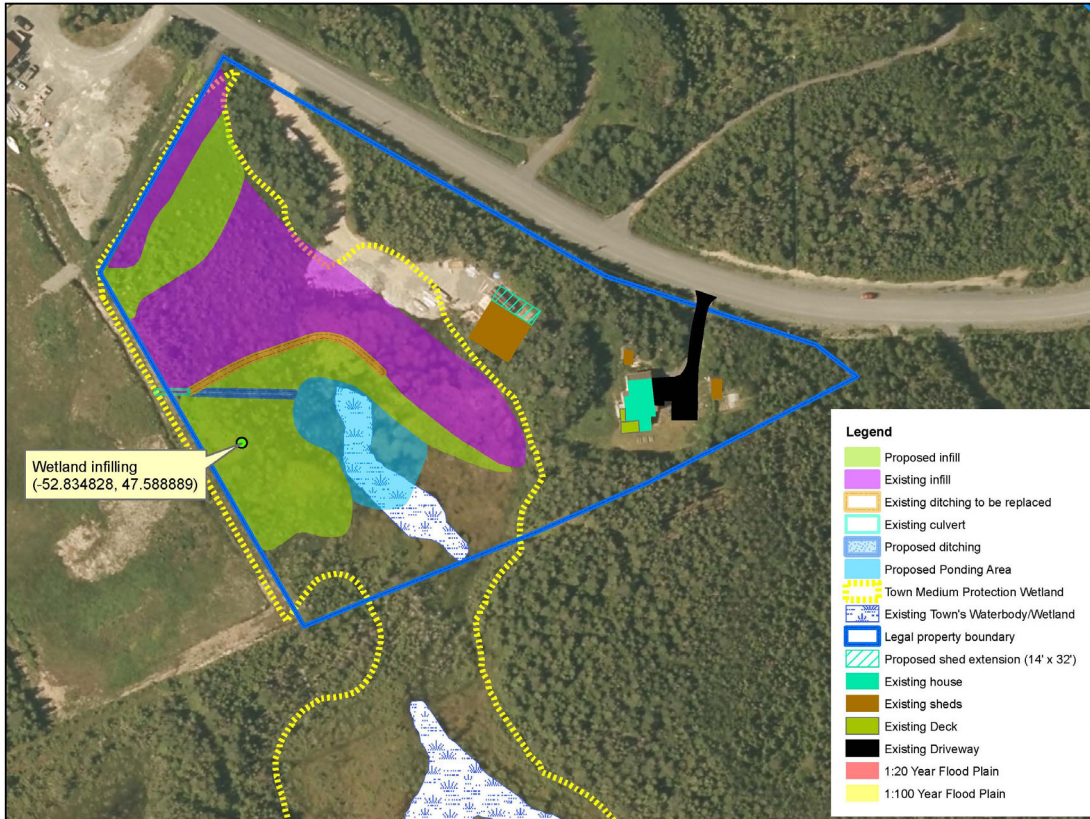 Wetland infilling
(-52.834828, 47.588889)
Legend
Proposed infill
Existing infill
Existing ditching to be replaced
Existing culvert
Proposed ditching
Proposed Ponding Area
Town Medium Protection Wetland
Existing Town's Waterbody/Wetland
Legal property boundary
Proposed shed extension (14' x 32')
Existing house
Existing sheds
Existing Deck
Existing Driveway
1:20 Year Flood Plain
1:100 Year Flood Plain